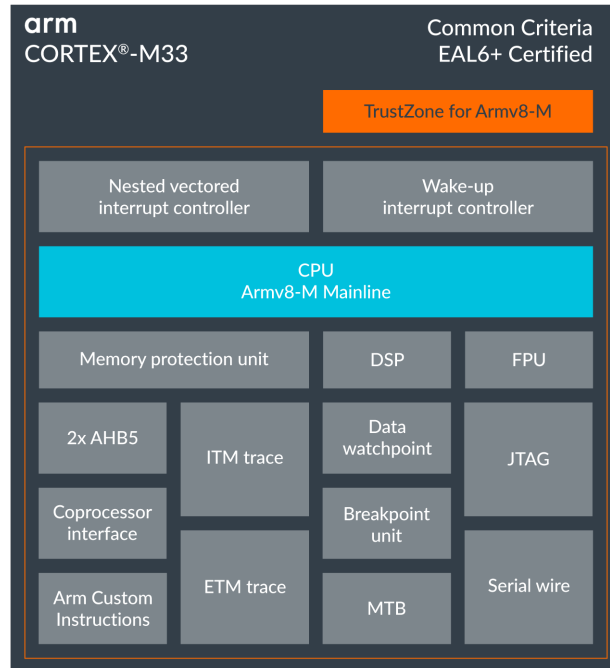 arm
CORTEX®-M33
Common Criteria
EAL6+ Certified
TrustZone for Armv8-M
Nested vectored
interrupt controller
Wake-up
interrupt controller
CPU
Armv8-M Mainline
Memory protection unit
DSP
FPU
2x AHB5
ITM trace
Data
watchpoint
JTAG
Coprocessor
interface
Breakpoint
unit
Arm Custom
Instructions
ETM trace
MTB
Serial wire